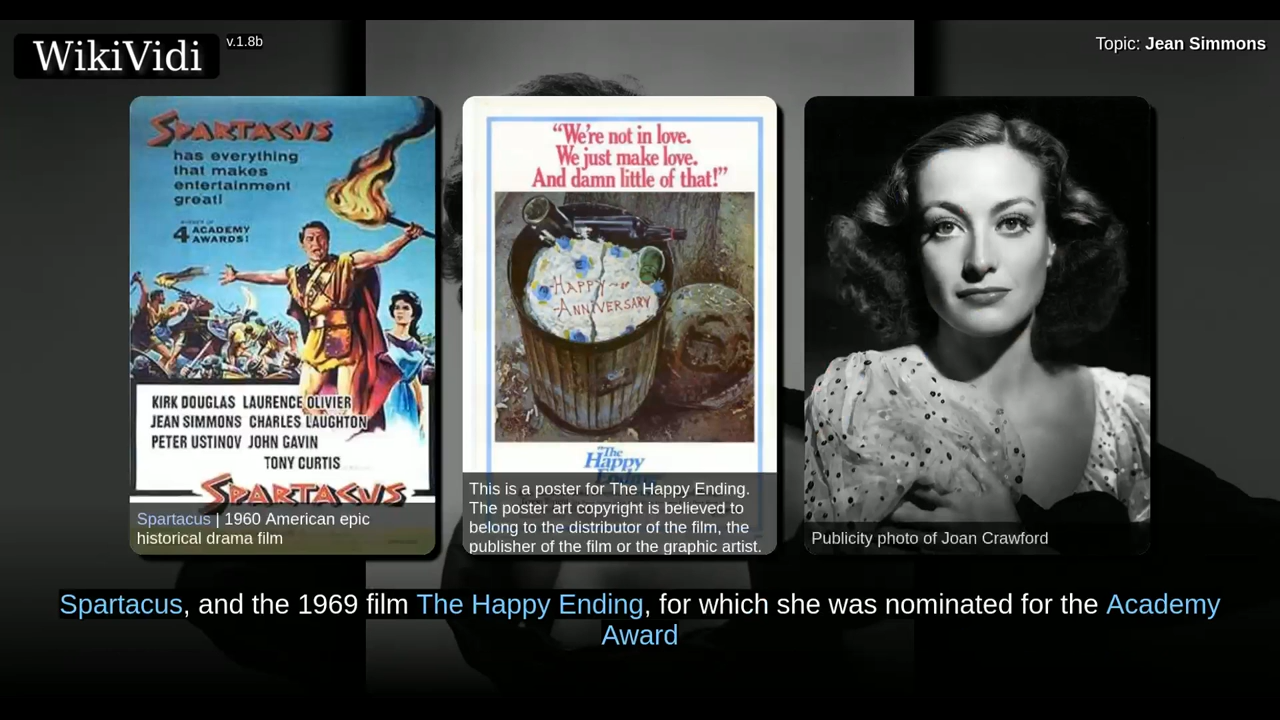 WikiVidi
v.1.8b
Topic: Jean Simmons
SPARTACUS
has everything
that makes
entertainment
great!
WINNER OF
4 ACADEMY
AWARDS!
KIRK DOUGLAS LAURENCE OLIVIER
JEAN SIMMONS CHARLES LAUGHTON
PETER USTINOV JOHN GAVIN
TONY CURTIS
SPARTACUS
Spartacus | 1960 American epic
historical drama film
“We’re not in love.
We just make love.
And damn little of that!”
HAPPY
ANNIVERSARY
“The
Happy
This is a poster for The Happy Ending.
The poster art copyright is believed to
belong to the distributor of the film, the
publisher of the film or the graphic artist.
Publicity photo of Joan Crawford
Spartacus, and the 1969 film The Happy Ending, for which she was nominated for the Academy
Award